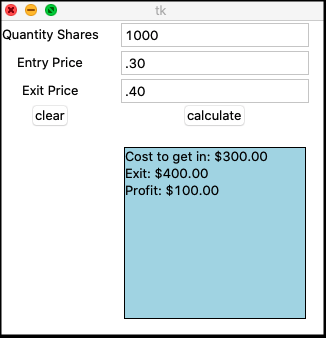 tk
Quantity Shares 1000
Entry Price .30
Exit Price .40
clear calculate
Cost to get in: $300.00
Exit: $400.00
Profit: $100.00